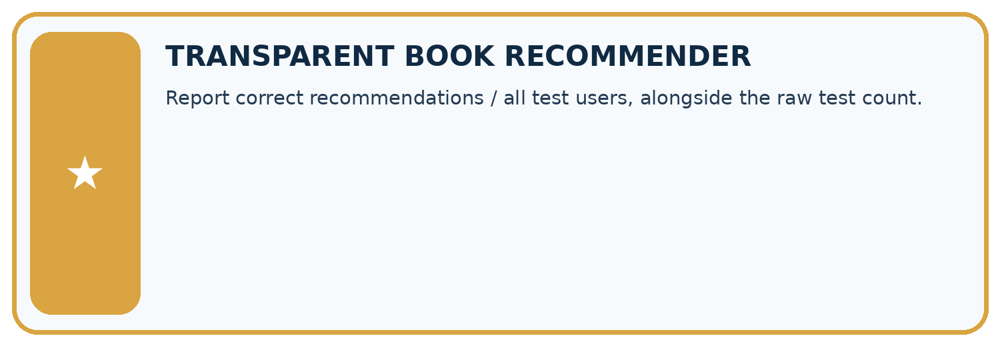 TRANSPARENT BOOK RECOMMENDER
Report correct recommendations / all test users, alongside the raw test count.